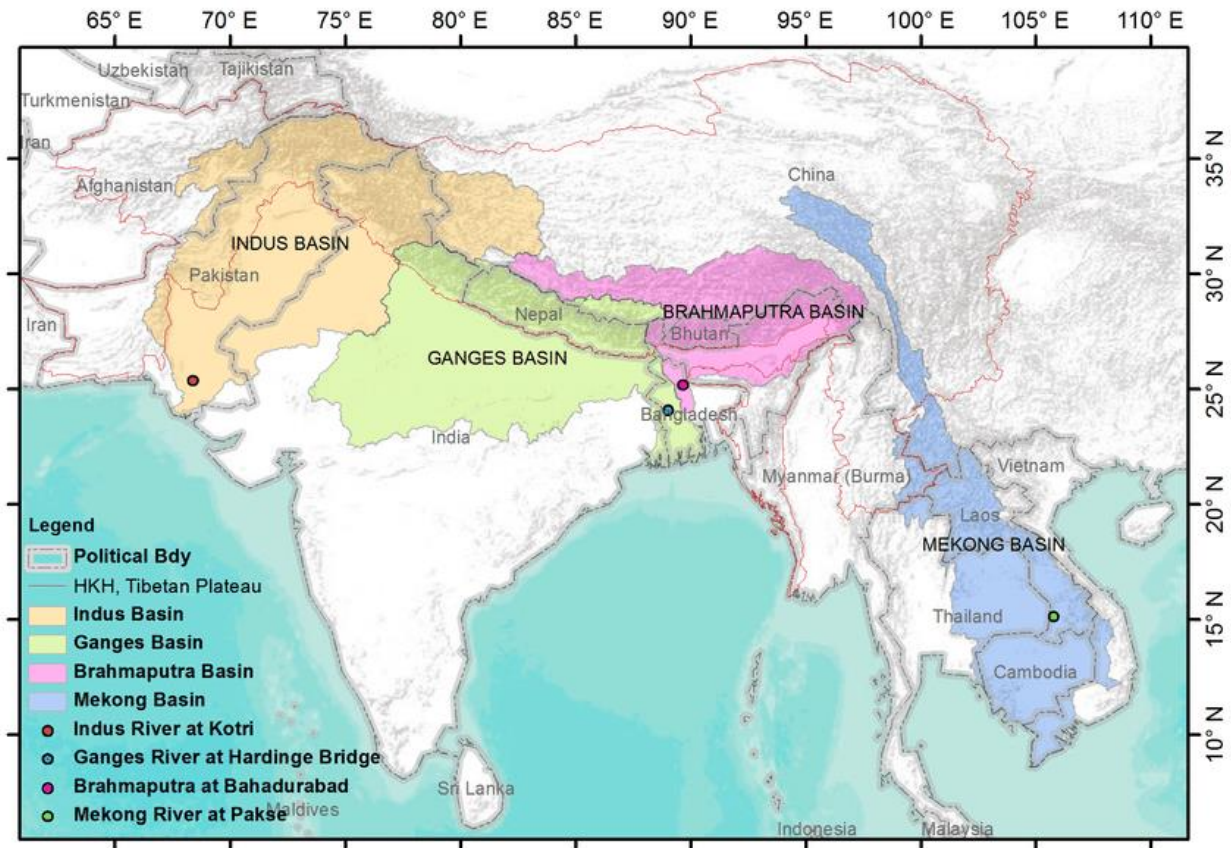 65° E 70° E 75° E 80° E 85° E 90° E 95° E 100° E 105° E 110° E
Uzbekistan
Tajikistan
Turkmenistan
Iran
35° N
Afghanistan
China
INDUS BASIN
Pakistan
30° N
BRAHMAPUTRA BASIN
Iran
Nepal
Bhutan
GANGES BASIN
25° N
Bangladesh
India
Vietnam
Myanmar (Burma)
20° N
Laos
MEKONG BASIN
15° N
Thailand
Cambodia
10° N
Sri Lanka
Maldives
Indonesia
Malaysia
Legend
Political Bdy
HKH, Tibetan Plateau
Indus Basin
Ganges Basin
Brahmaputra Basin
Mekong Basin
Indus River at Kotri
Ganges River at Hardinge Bridge
Brahmaputra at Bahadurabad
Mekong River at Pakse